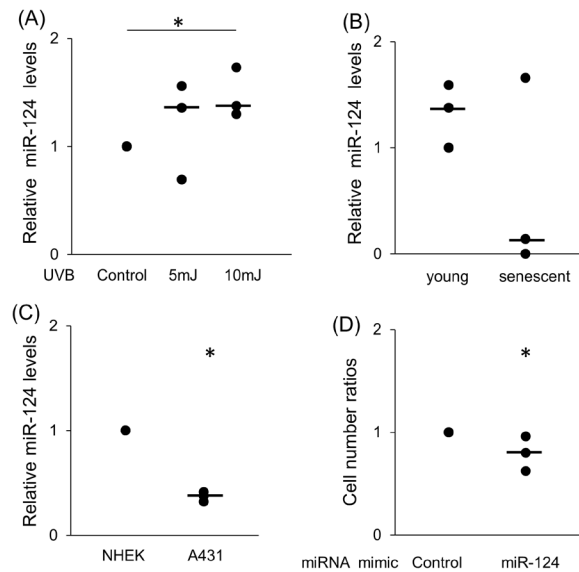 (A)
*
Relative miR-124 levels
2
1
0
UVB Control 5mJ 10mJ
(B)
Relative miR-124 levels
2
1
0
young senescent
(C)
*
Relative miR-124 levels
2
1
0
NHEK A431
(D)
*
Cell number ratios
2
1
0
miRNA mimic Control miR-124